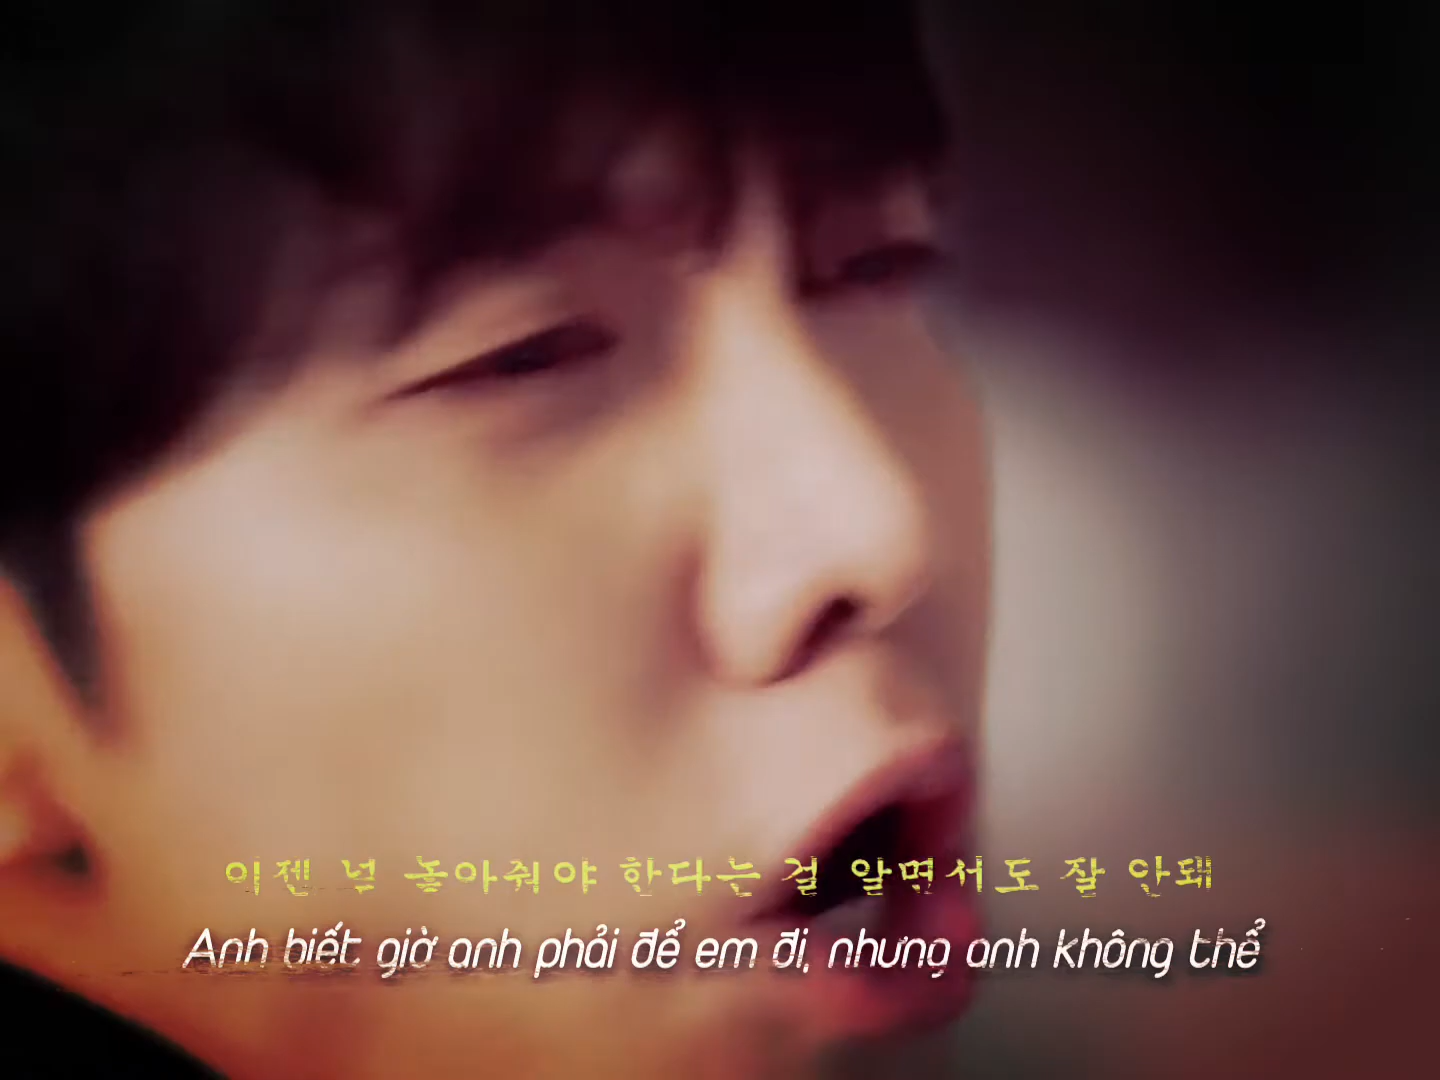 이젠 널 놓아줘야 한다는 걸 알면서도 잘 안돼
Anh biết giờ anh phải để em đi, nhưng anh không thể